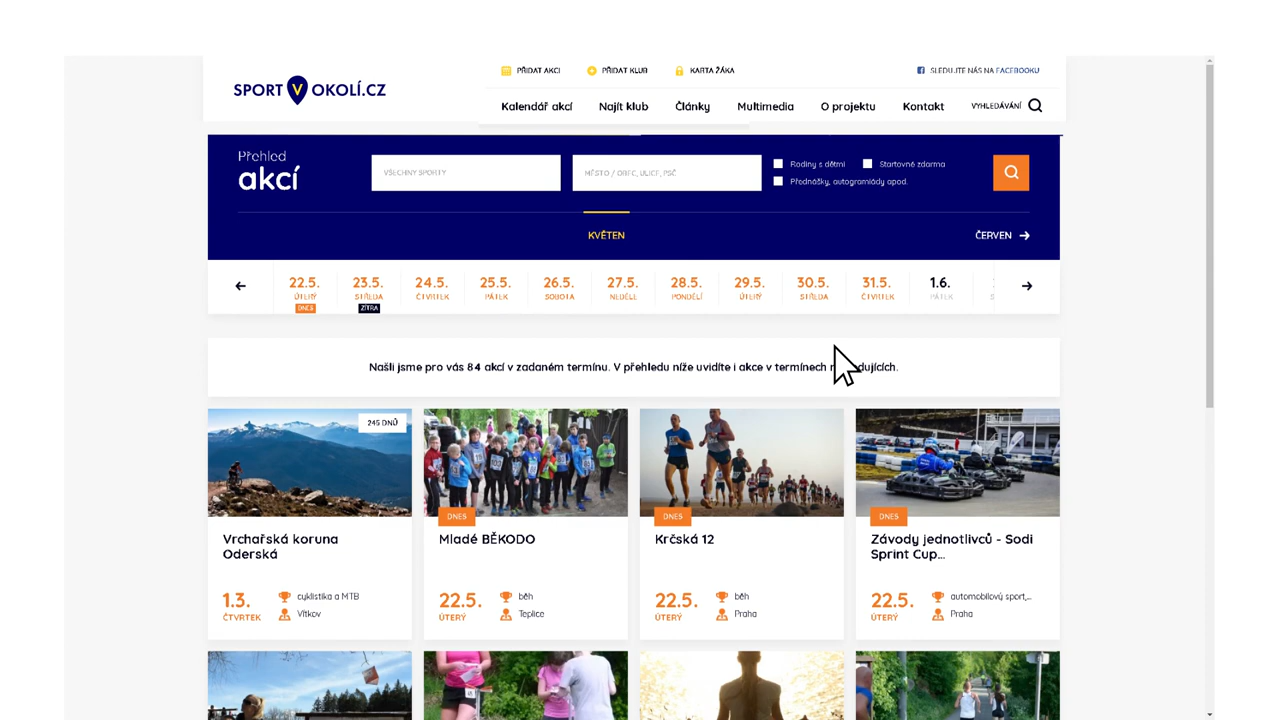 PŘIDAT AKCI
PŘIDAT KLUB
KARTA ŽÁKA
SLEDUJTE NÁS NA FACEBOOKU
SPORT V OKOLÍ.CZ
Kalendář akcí
Najít klub
Články
Multimedia
O projektu
Kontakt
VYHLEDÁVÁNÍ
Přehled
akcí
VŠECHNY SPORTY
MĚSTO / OBEC, ULICE, PSČ
Rodiny s dětmi
Startovné zdarma
Přednášky, autogramiády apod.
KVĚTEN
ČERVEN
22.5.
23.5.
24.5.
25.5.
26.5.
27.5.
28.5.
29.5.
30.5.
31.5.
1.6.
ÚTERÝ
STŘEDA
ČTVRTEK
PÁTEK
SOBOTA
NEDĚLE
PONDĚLÍ
ÚTERÝ
STŘEDA
ČTVRTEK
PÁTEK
DNES
ZÍTRA
Našli jsme pro vás 84 akcí v zadaném termínu. V přehledu níže uvidíte i akce v termínech
245 DNŮ
Vrchařská koruna
Oderská
1.3.
ČTVRTEK
cyklistika a MTB
Vítkov
DNES
Mladé BĚKODO
22.5.
ÚTERÝ
běh
Teplice
DNES
Krčská 12
22.5.
ÚTERÝ
běh
Praha
DNES
Závody jednotlivců - Sodi
Sprint Cup...
22.5.
ÚTERÝ
automobilový sport,...
Praha